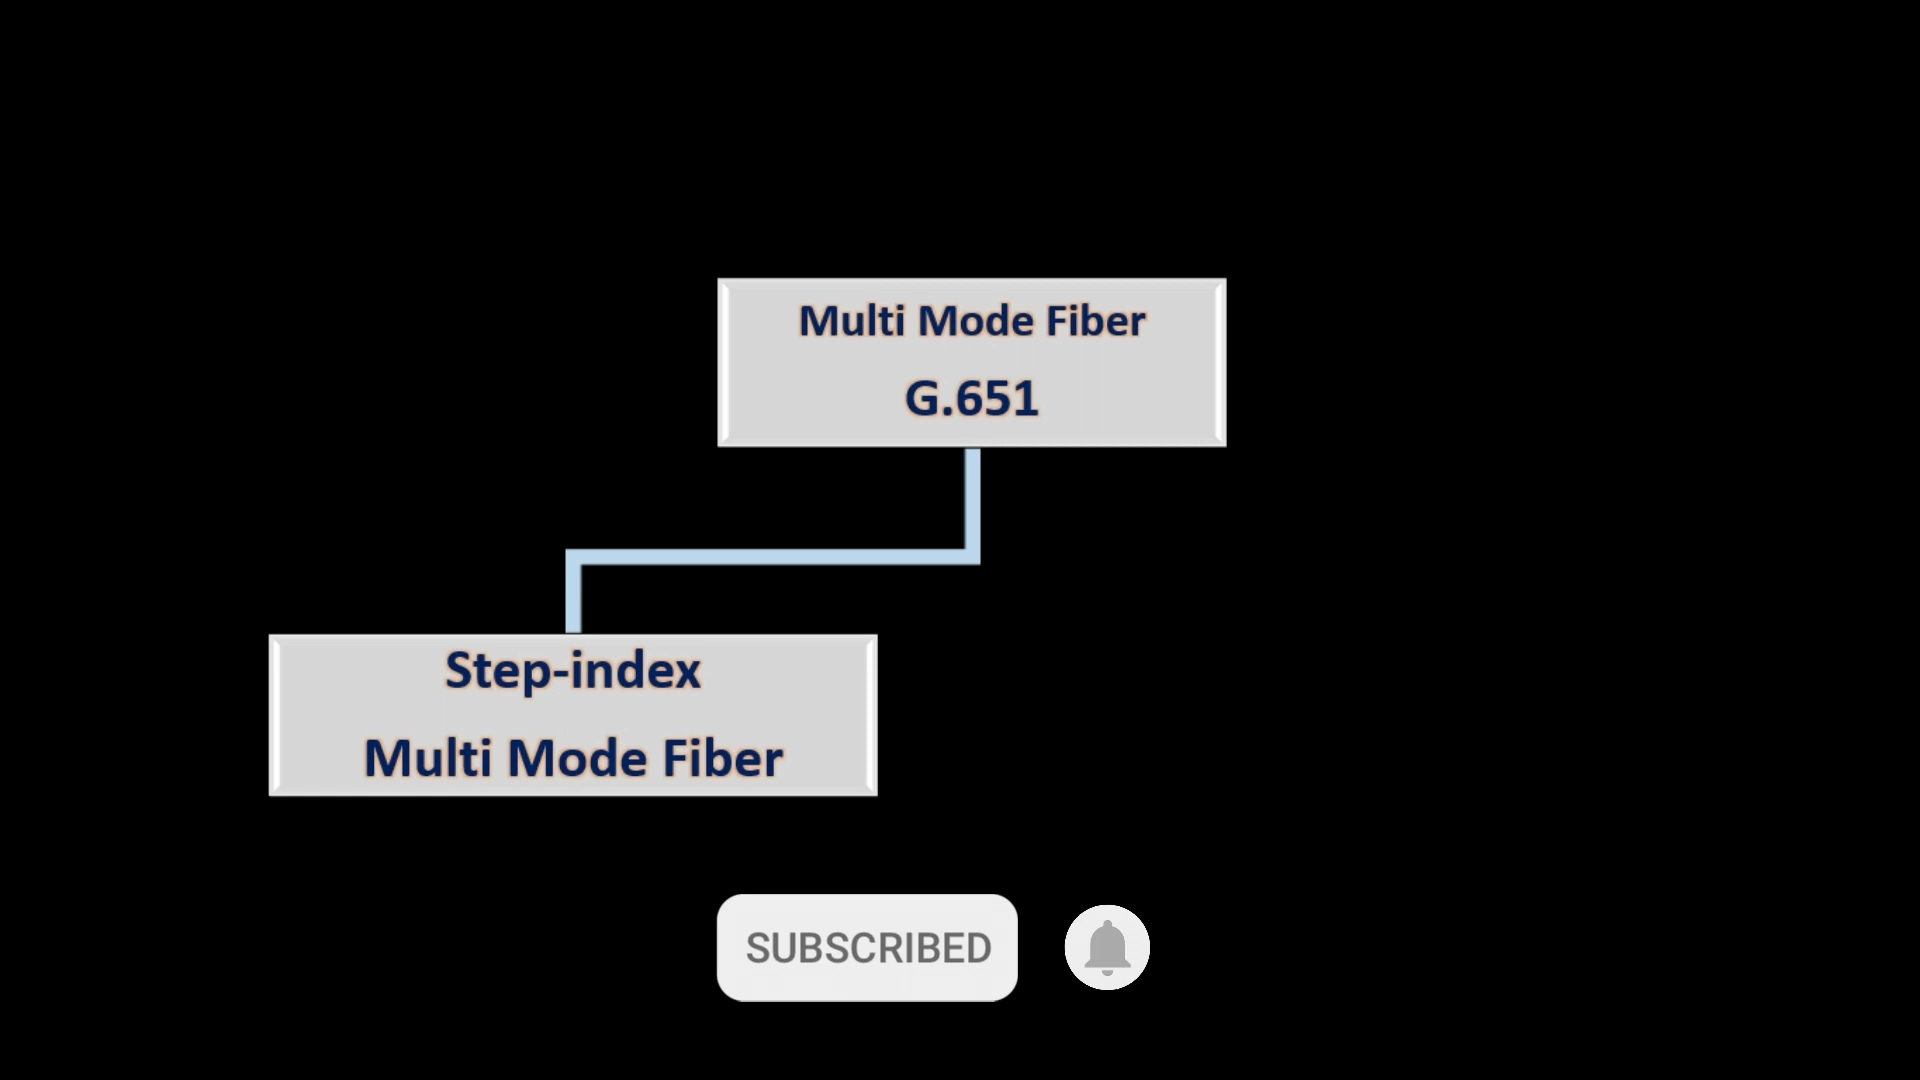 Multi Mode Fiber
G.651
Step-index
Multi Mode Fiber
SUBSCRIBED